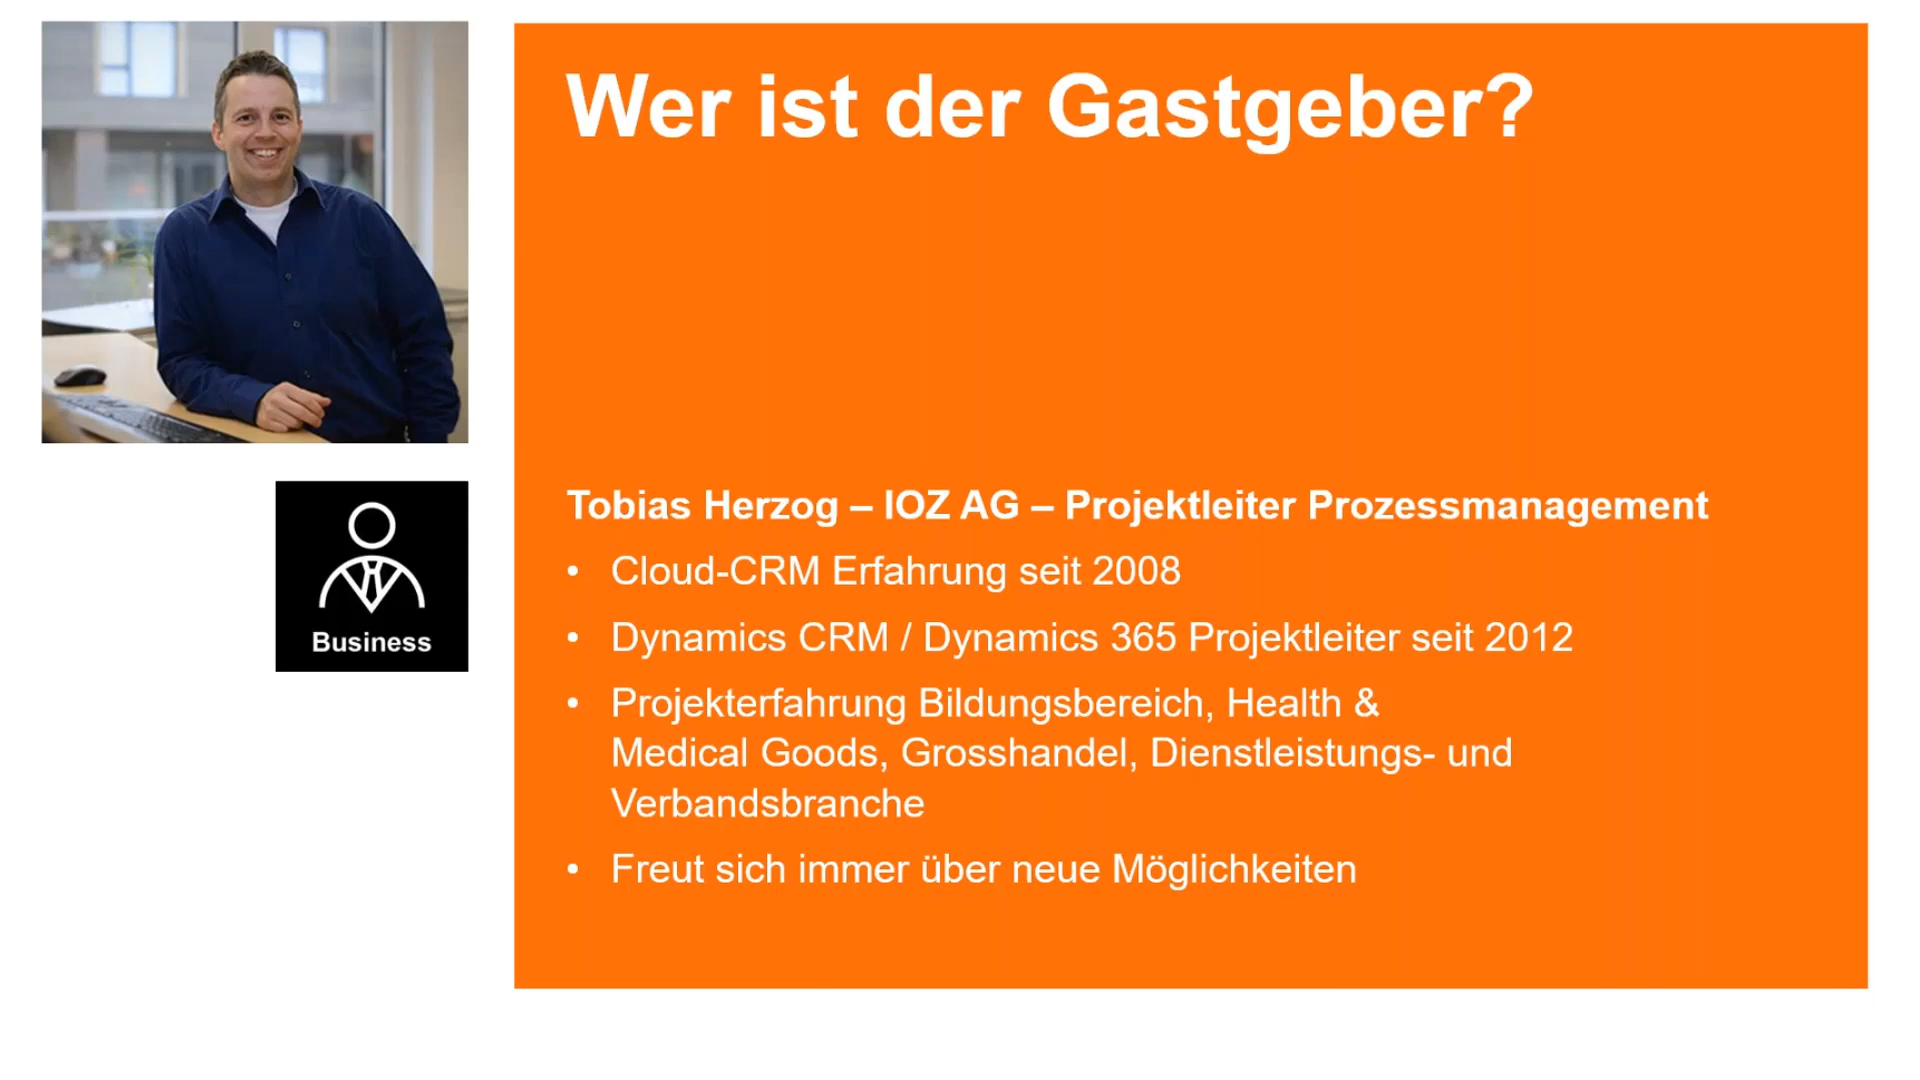 Wer ist der Gastgeber?
Tobias Herzog – IOZ AG – Projektleiter Prozessmanagement
• Cloud-CRM Erfahrung seit 2008
• Dynamics CRM / Dynamics 365 Projektleiter seit 2012
• Projekterfahrung Bildungsbereich, Health &
Medical Goods, Grosshandel, Dienstleistungs- und
Verbandsbranche
• Freut sich immer über neue Möglichkeiten
Business